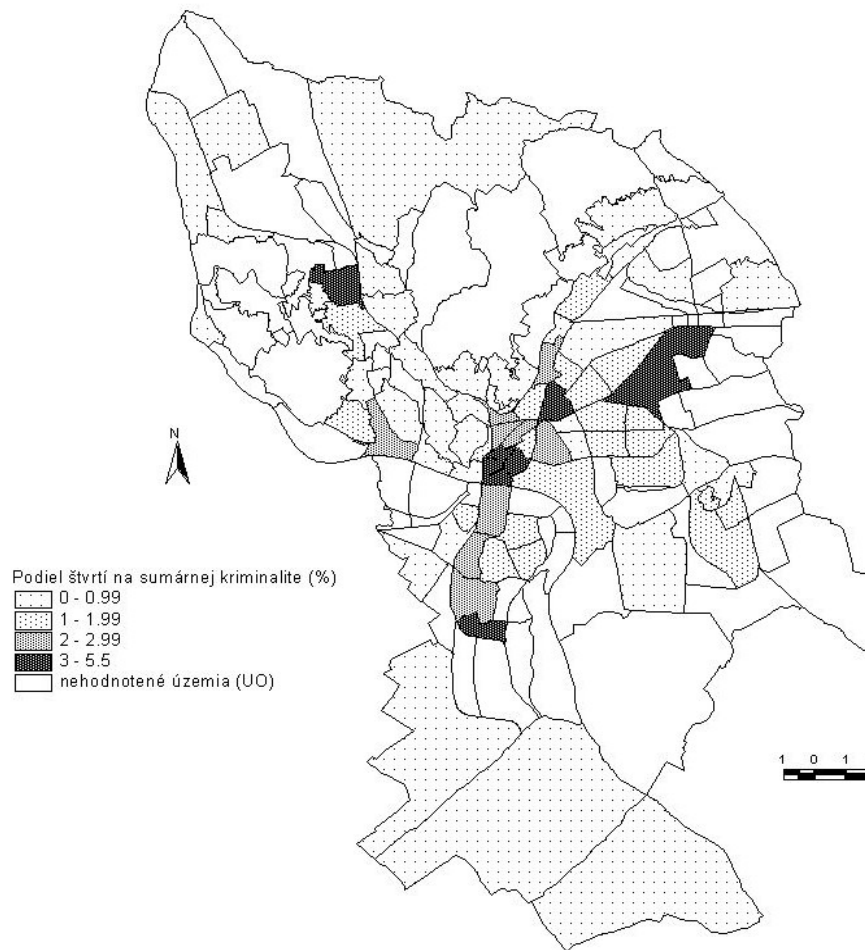 N
Podiel štvrtí na sumárnej kriminalite (%)
0 - 0.99
1 - 1.99
2 - 2.99
3 - 5.5
nehodnotené územia (UO)
1 0 1